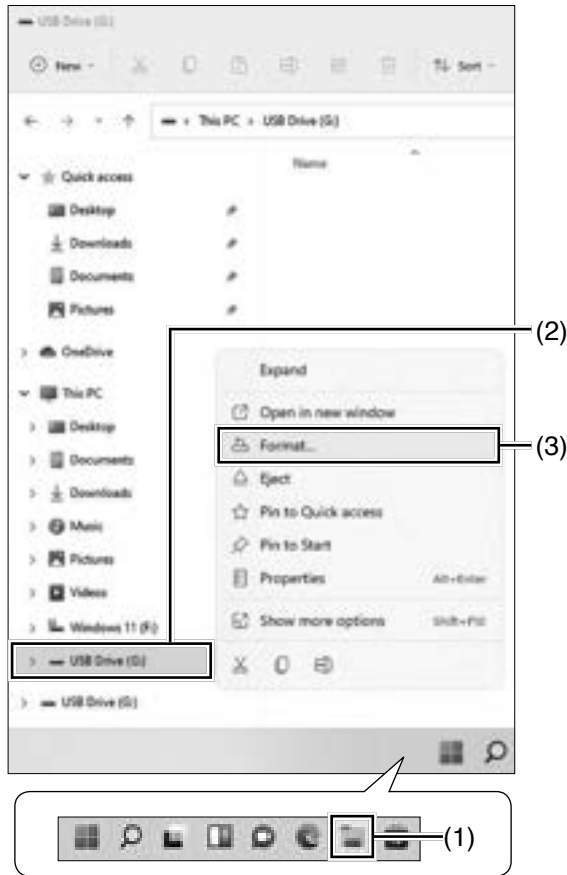 USB Drive (G:)
New
Sort
This PC › USB Drive (G:)
Name
Quick access
Desktop
Downloads
Documents
Pictures
(2)
OneDrive
Expand
This PC
Open in new window
Desktop
Format...
(3)
Documents
Eject
Downloads
Pin to Quick access
Music
Pin to Start
Pictures
Properties
Alt+Enter
Videos
Show more options
Shift+F10
Windows 11 (F:)
USB Drive (G:)
USB Drive (G:)
(1)